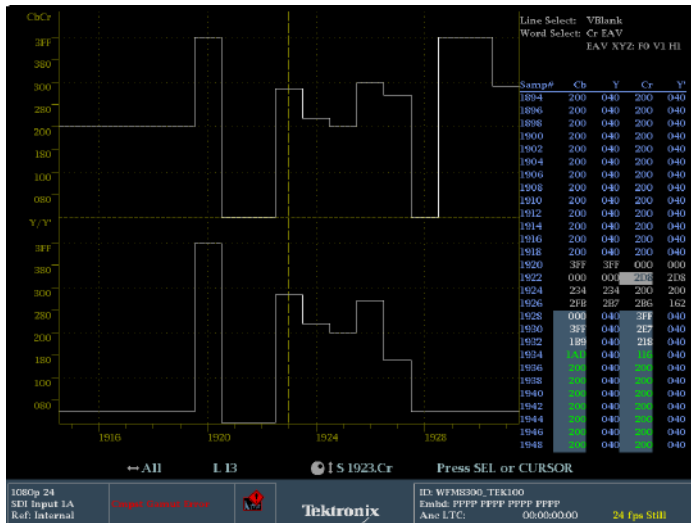 CbCr
3FF
380
300
280
200
180
100
080
Y/Y'
3FF
380
300
280
200
180
100
080
1916 1920 1924 1928
Line Select: VBlank
Word Select: Cr EAV
EAV XYZ: F0 V1 H1
Samp# Cb Y Cr Y'
1894 200 040 200 040
1896 200 040 200 040
1898 200 040 200 040
1900 200 040 200 040
1902 200 040 200 040
1904 200 040 200 040
1906 200 040 200 040
1908 200 040 200 040
1910 200 040 200 040
1912 200 040 200 040
1914 200 040 200 040
1916 200 040 200 040
1918 200 040 200 040
1920 3FF 3FF 000 000
1922 000 000 2D8 2D8
1924 234 234 200 200
1926 2FB 2B7 2B6 162
1928 000 040 3FF 040
1930 3FF 040 2E7 040
1932 1B9 040 218 040
1934 1AD 040 116 040
1936 200 040 200 040
1938 200 040 200 040
1940 200 040 200 040
1942 200 040 200 040
1944 200 040 200 040
1946 200 040 200 040
1948 200 040 200 040
↔All L 13 S 1923.Cr Press SEL or CURSOR
1080p 24
SDI Input 1A
Ref: Internal
Tektronix
ID: WFM8300_TEK100
Embd: PPPP PPPP PPPP PPPP
Anc LTC: 00:00:00:00 24 fps Still